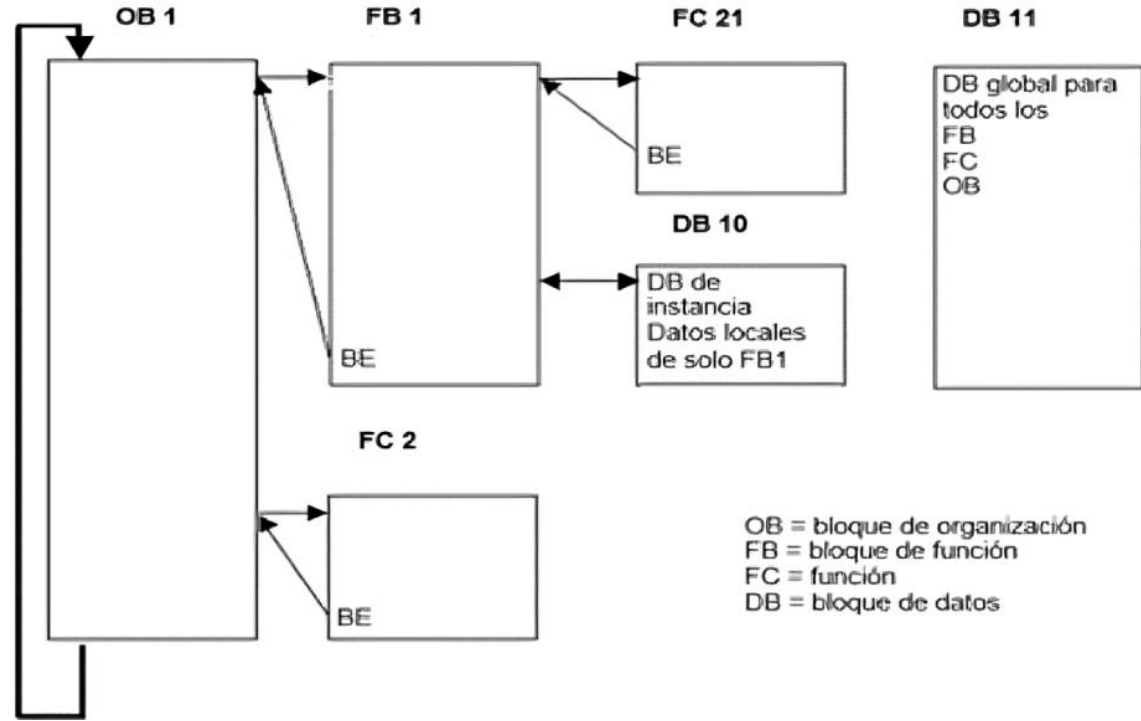 OB 1
FB 1
FC 21
DB 11
BE
BE
DB global para
todos los
FB
FC
OB
DB 10
DB de
instancia
Datos locales
de solo FB1
FC 2
BE
OB = bloque de organización
FB = bloque de función
FC = función
DB = bloque de datos